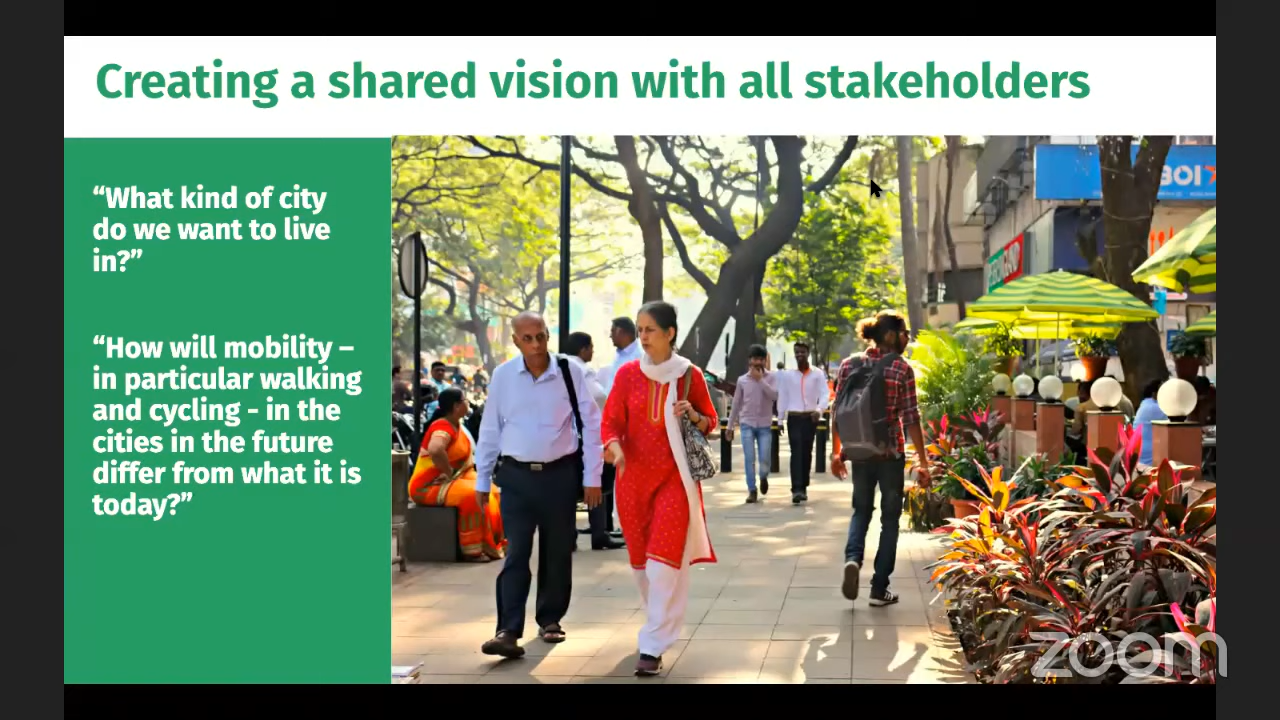 Creating a shared vision with all stakeholders
“What kind of city
do we want to live
in?”
“How will mobility –
in particular walking
and cycling - in the
cities in the future
differ from what it is
today?”
BOI
zoom